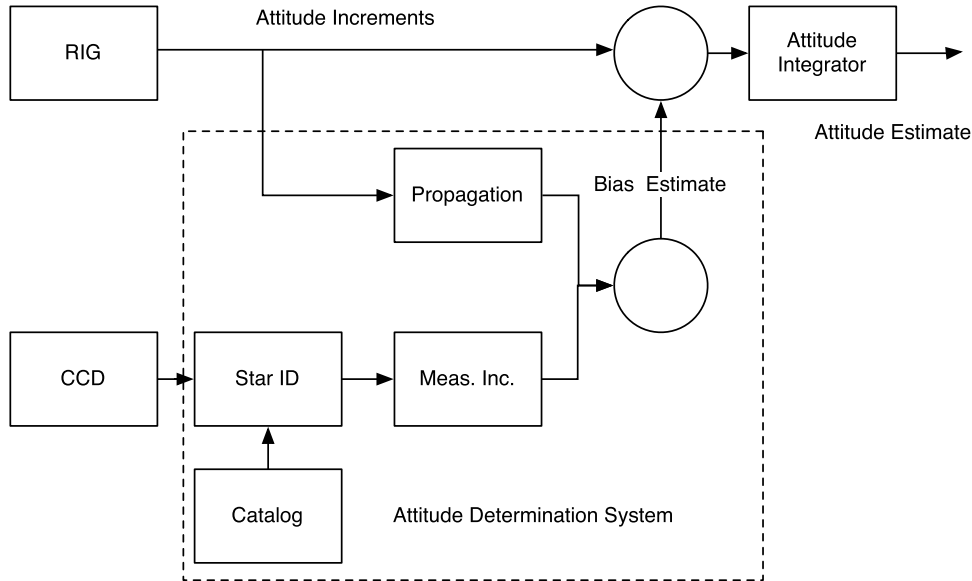 Attitude Increments
RIG
Attitude
Integrator
Attitude Estimate
Propagation
Bias Estimate
CCD
Star ID
Meas. Inc.
Catalog
Attitude Determination System